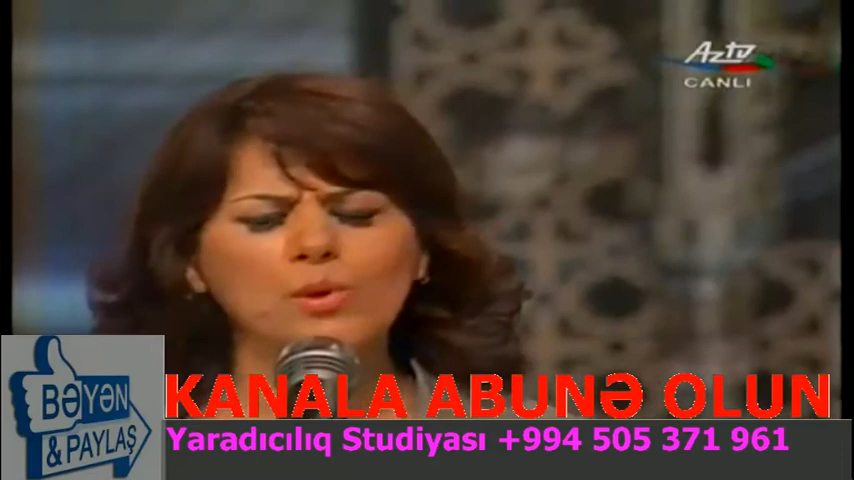 AzTV
CANLI
BƏYƏN
& PAYLAŞ
KANALA ABUNƏ OLUN
Yaradıcılıq Studiyası +994 505 371 961